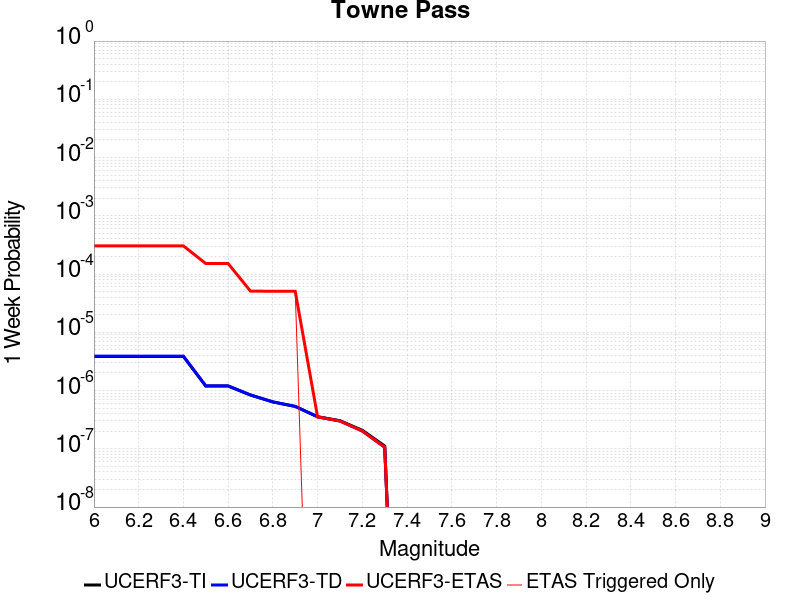 Towne Pass
10^0
10^-1
10^-2
10^-3
10^-4
10^-5
10^-6
10^-7
10^-8
1 Week Probability
6 6.2 6.4 6.6 6.8 7 7.2 7.4 7.6 7.8 8 8.2 8.4 8.6 8.8 9
Magnitude
UCERF3-TI UCERF3-TD UCERF3-ETAS ETAS Triggered Only